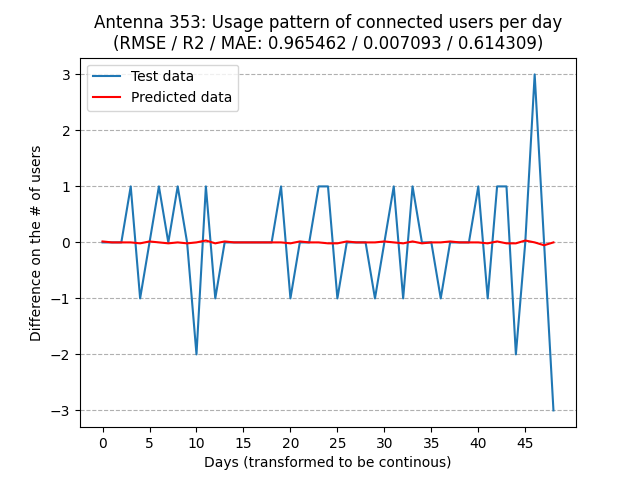 Antenna 353: Usage pattern of connected users per day
(RMSE / R2 / MAE: 0.965462 / 0.007093 / 0.614309)
Test data
Predicted data
Difference on the # of users
3
2
1
0
−1
−2
−3
0 5 10 15 20 25 30 35 40 45
Days (transformed to be continous)